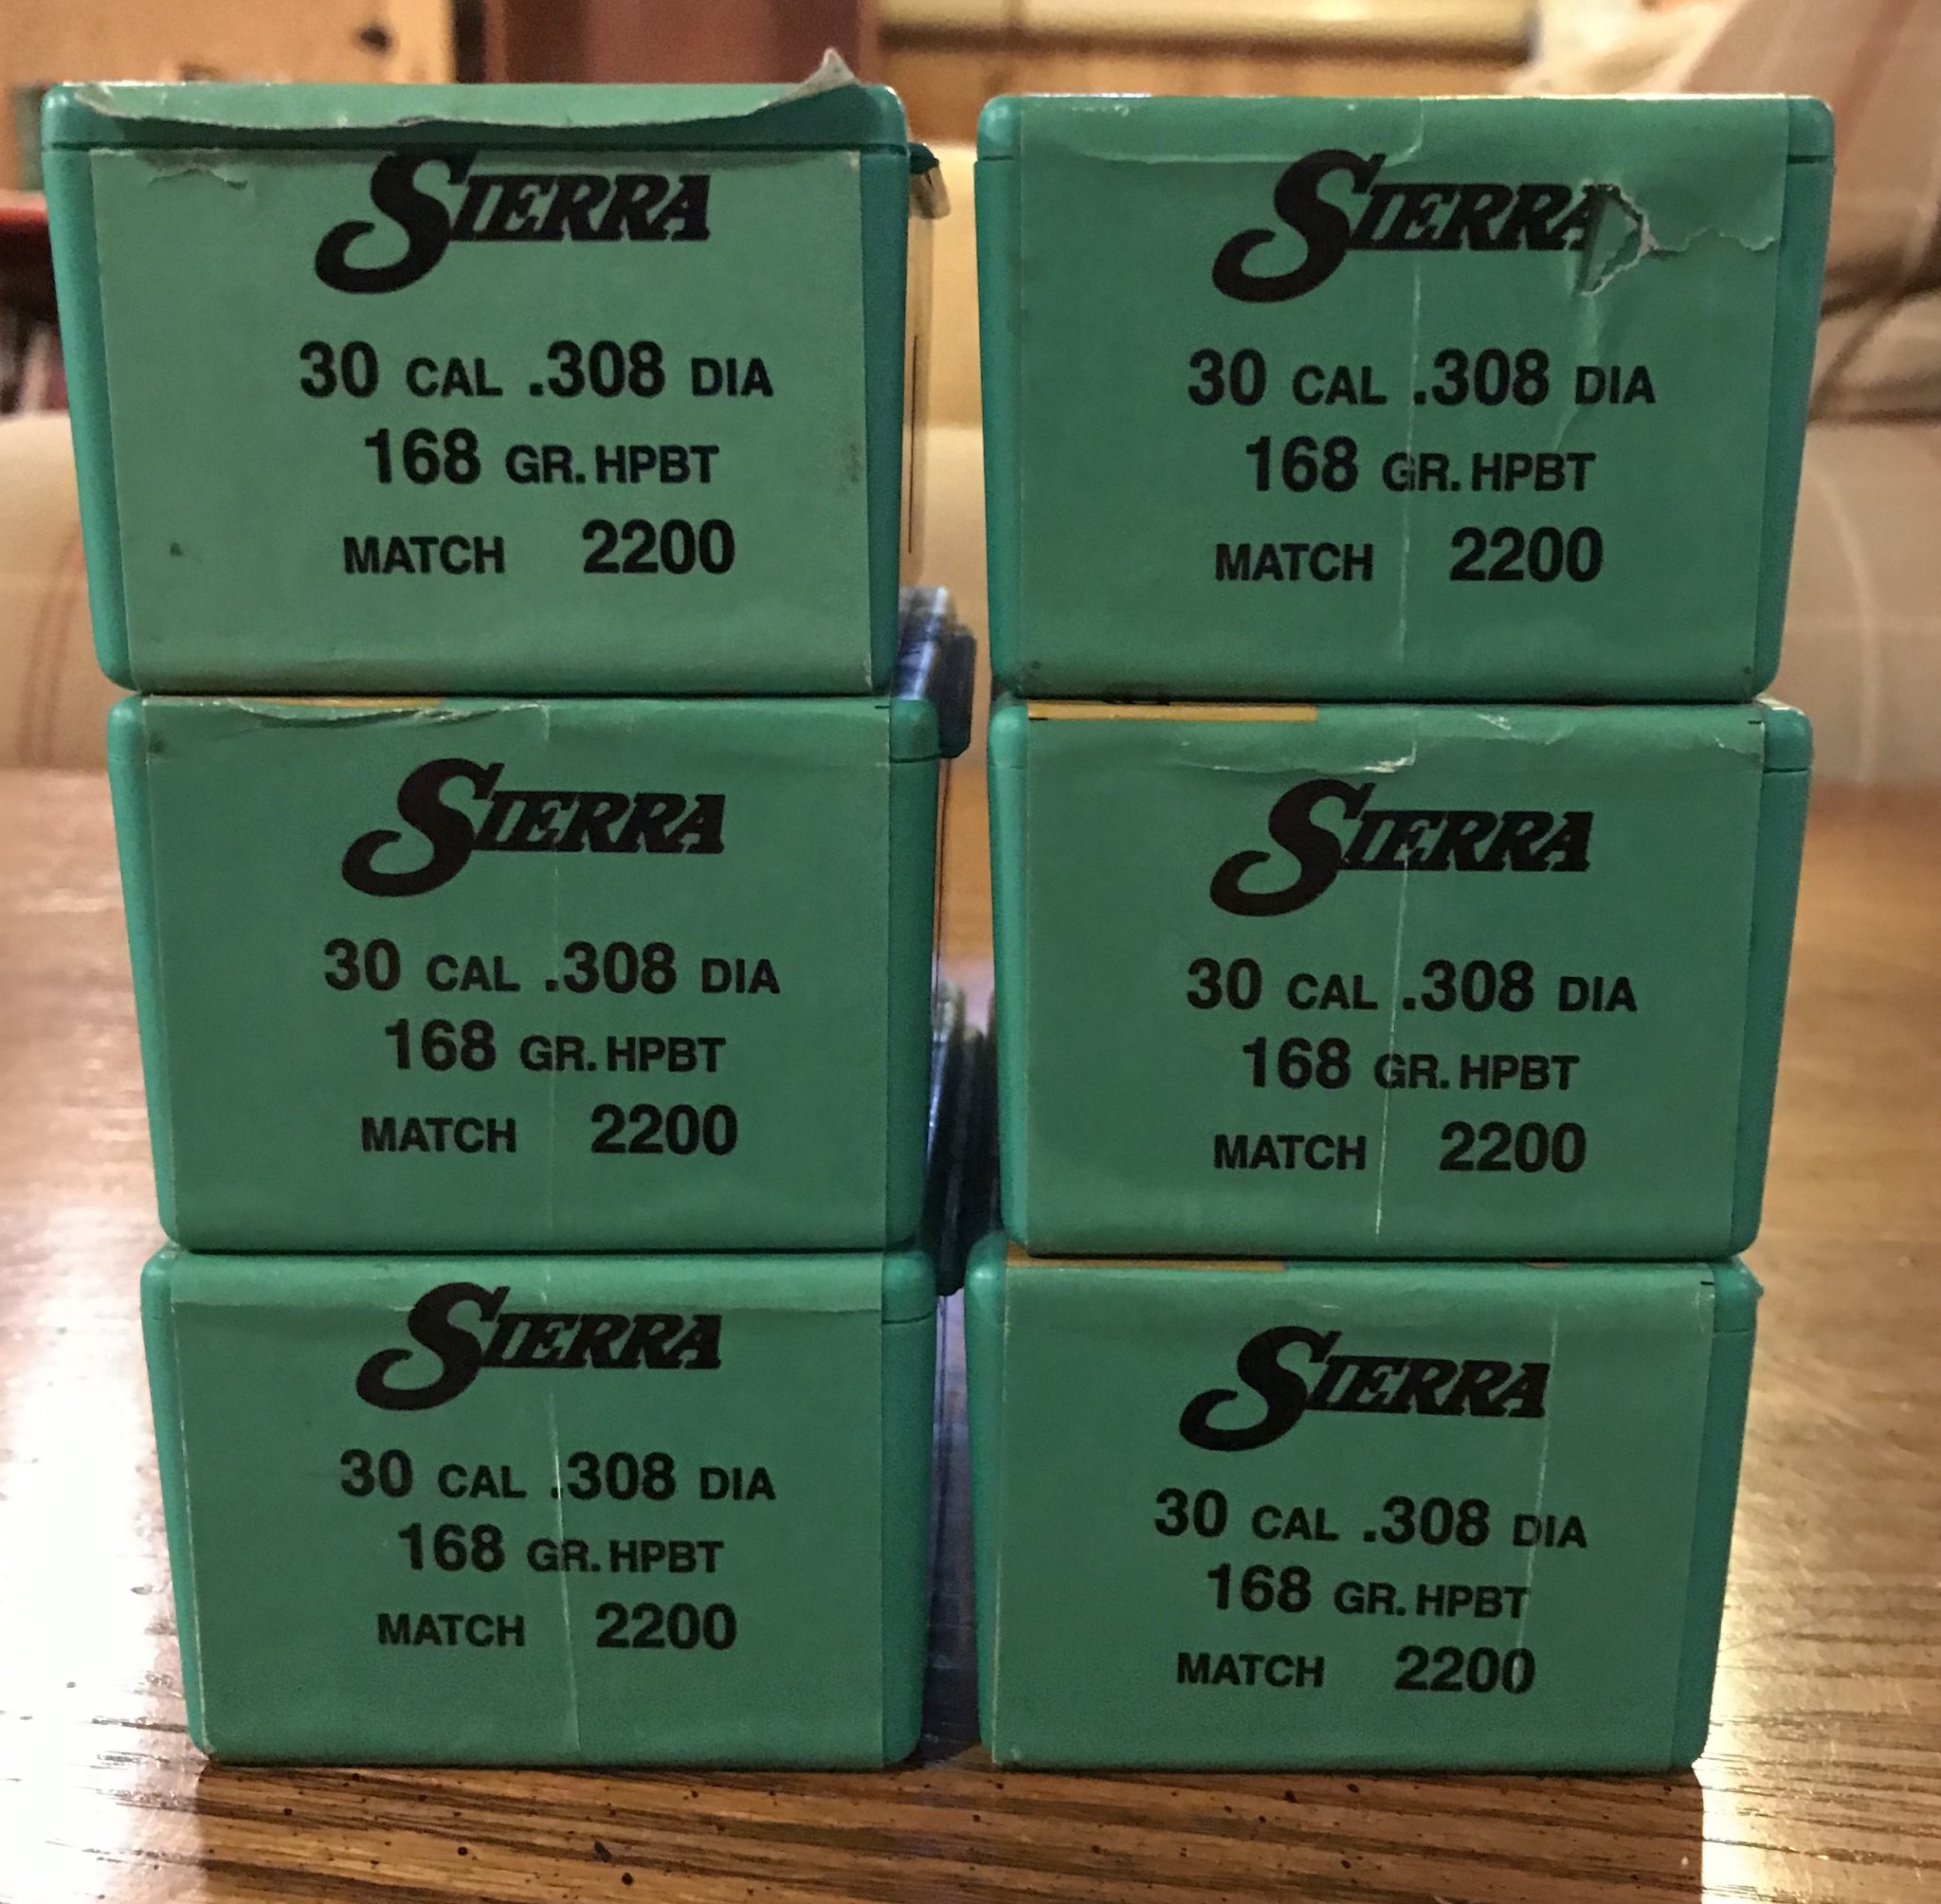 SIERRA
30 CAL .308 DIA
168 GR. HPBT
MATCH 2200
SIERRA
30 CAL .308 DIA
168 GR. HPBT
MATCH 2200
SIERRA
30 CAL .308 DIA
168 GR. HPBT
MATCH 2200
SIERRA
30 CAL .308 DIA
168 GR. HPBT
MATCH 2200
SIERRA
30 CAL .308 DIA
168 GR. HPBT
MATCH 2200
SIERRA
30 CAL .308 DIA
168 GR. HPBT
MATCH 2200